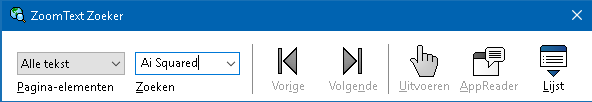 ZoomText Zoeker
Alle tekst Ai Squared
Pagina-elementen Zoeken Vorige Volgende Uitvoeren AppReader Lijst